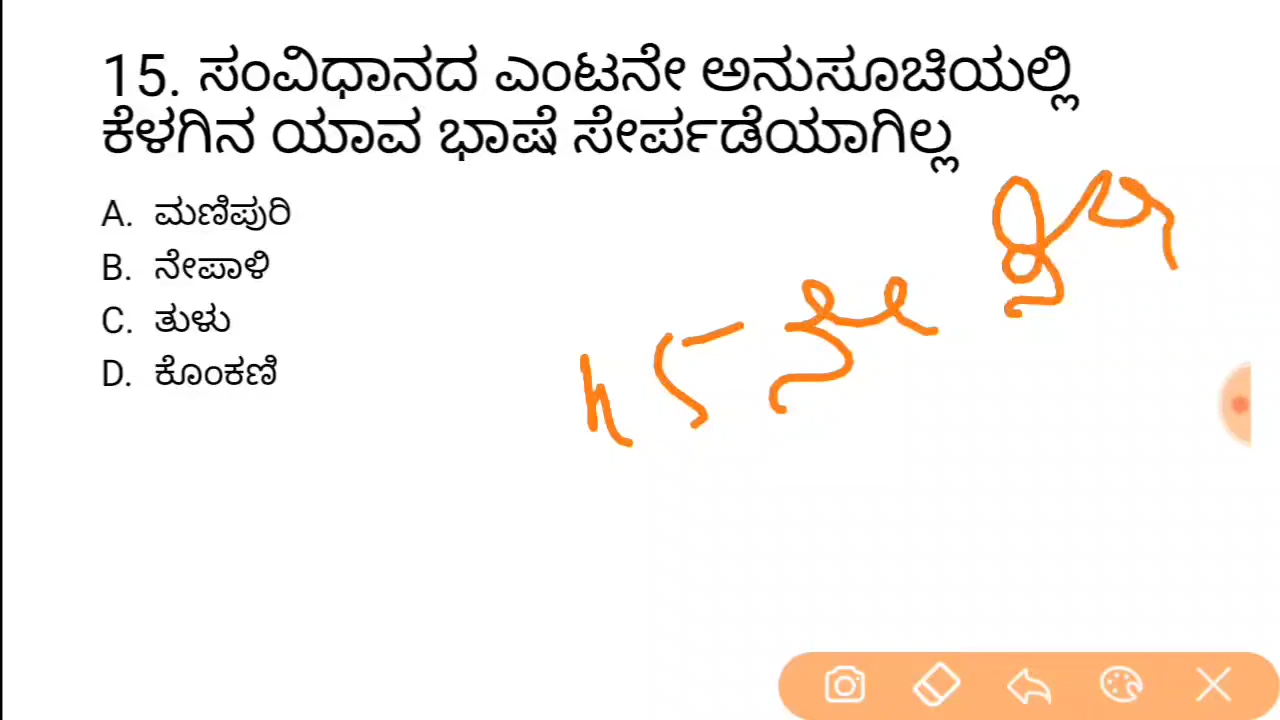 15. ಸಂವಿಧಾನದ ಎಂಟನೇ ಅನುಸೂಚಿಯಲ್ಲಿ
ಕೆಳಗಿನ ಯಾವ ಭಾಷೆ ಸೇರ್ಪಡೆಯಾಗಿಲ್ಲ
A. ಮಣಿಪುರಿ
B. ನೇಪಾಳಿ
C. ತುಳು
D. ಕೊಂಕಣಿ